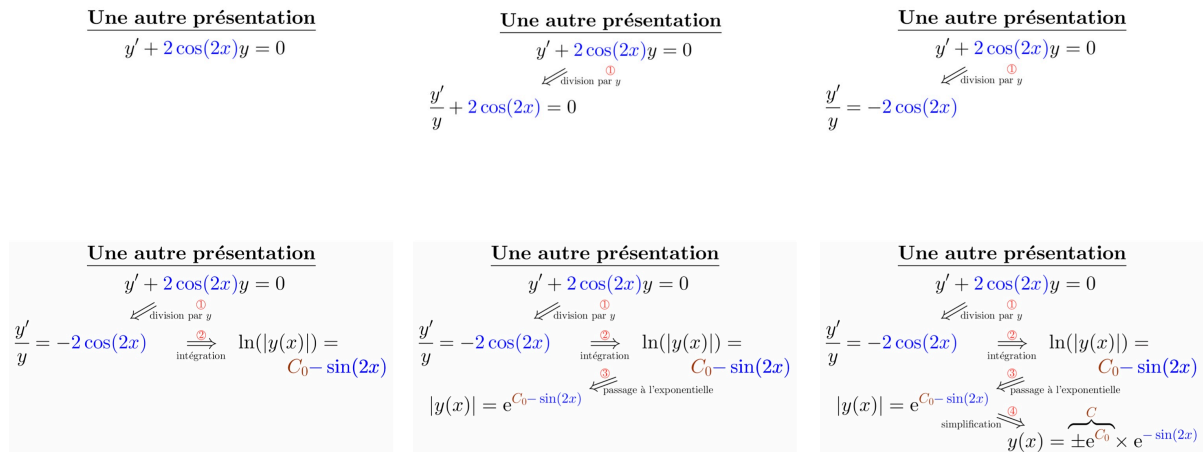 Une autre présentation
y′ + 2 cos(2x)y = 0
Une autre présentation
y′ + 2 cos(2x)y = 0
① division par y
y′/y + 2 cos(2x) = 0
Une autre présentation
y′ + 2 cos(2x)y = 0
① division par y
y′/y = −2 cos(2x)
Une autre présentation
y′ + 2 cos(2x)y = 0
① division par y
y′/y = −2 cos(2x) ② intégration ln(|y(x)|) =
C₀− sin(2x)
Une autre présentation
y′ + 2 cos(2x)y = 0
① division par y
y′/y = −2 cos(2x) ② intégration ln(|y(x)|) =
C₀− sin(2x)
③ passage à l'exponentielle
|y(x)| = e^{C₀− sin(2x)}
Une autre présentation
y′ + 2 cos(2x)y = 0
① division par y
y′/y = −2 cos(2x) ② intégration ln(|y(x)|) =
C₀− sin(2x)
③ passage à l'exponentielle
|y(x)| = e^{C₀− sin(2x)}
④ simplification
C
y(x) = ±e^{C₀} × e^{− sin(2x)}